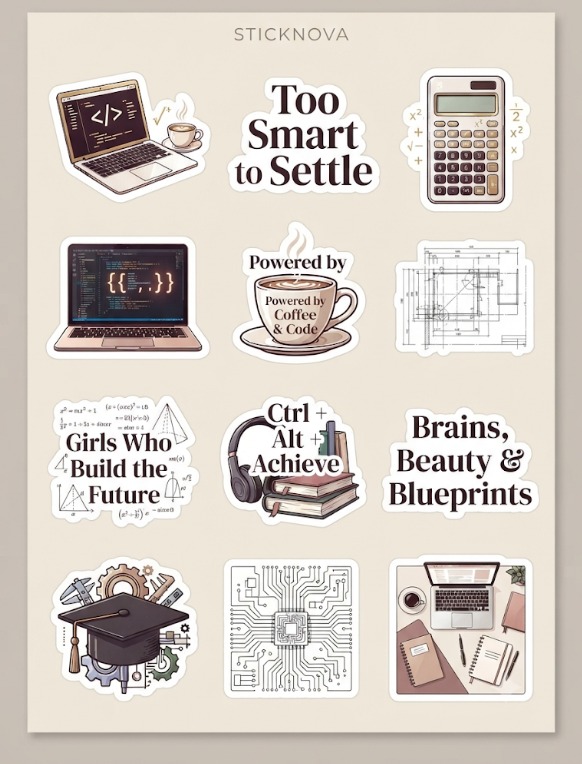 STICKNOVA
</>
Too
Smart
to Settle
{{ , . }}
Powered by
Powered by
Coffee
& Code
Girls Who
Build the
Future
Ctrl +
Alt +
Achieve
Brains,
Beauty &
Blueprints